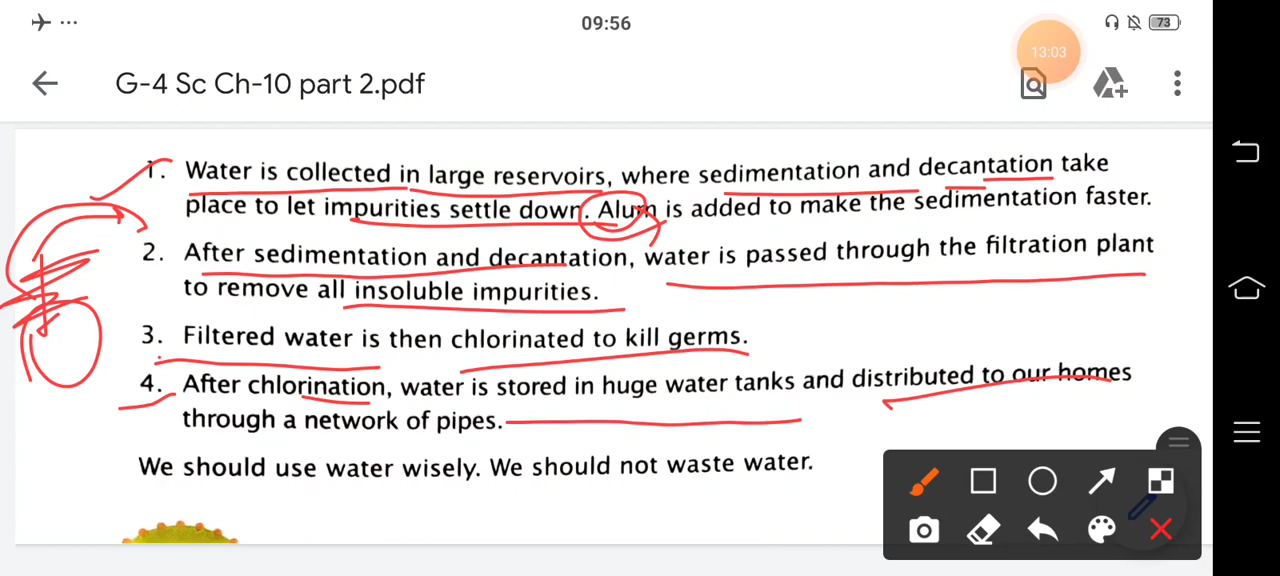 09:56
73
13:03
G-4 Sc Ch-10 part 2.pdf
1. Water is collected in large reservoirs, where sedimentation and decantation take
place to let impurities settle down. Alum is added to make the sedimentation faster.
2. After sedimentation and decantation, water is passed through the filtration plant
to remove all insoluble impurities.
3. Filtered water is then chlorinated to kill germs.
4. After chlorination, water is stored in huge water tanks and distributed to our homes
through a network of pipes.
We should use water wisely. We should not waste water.